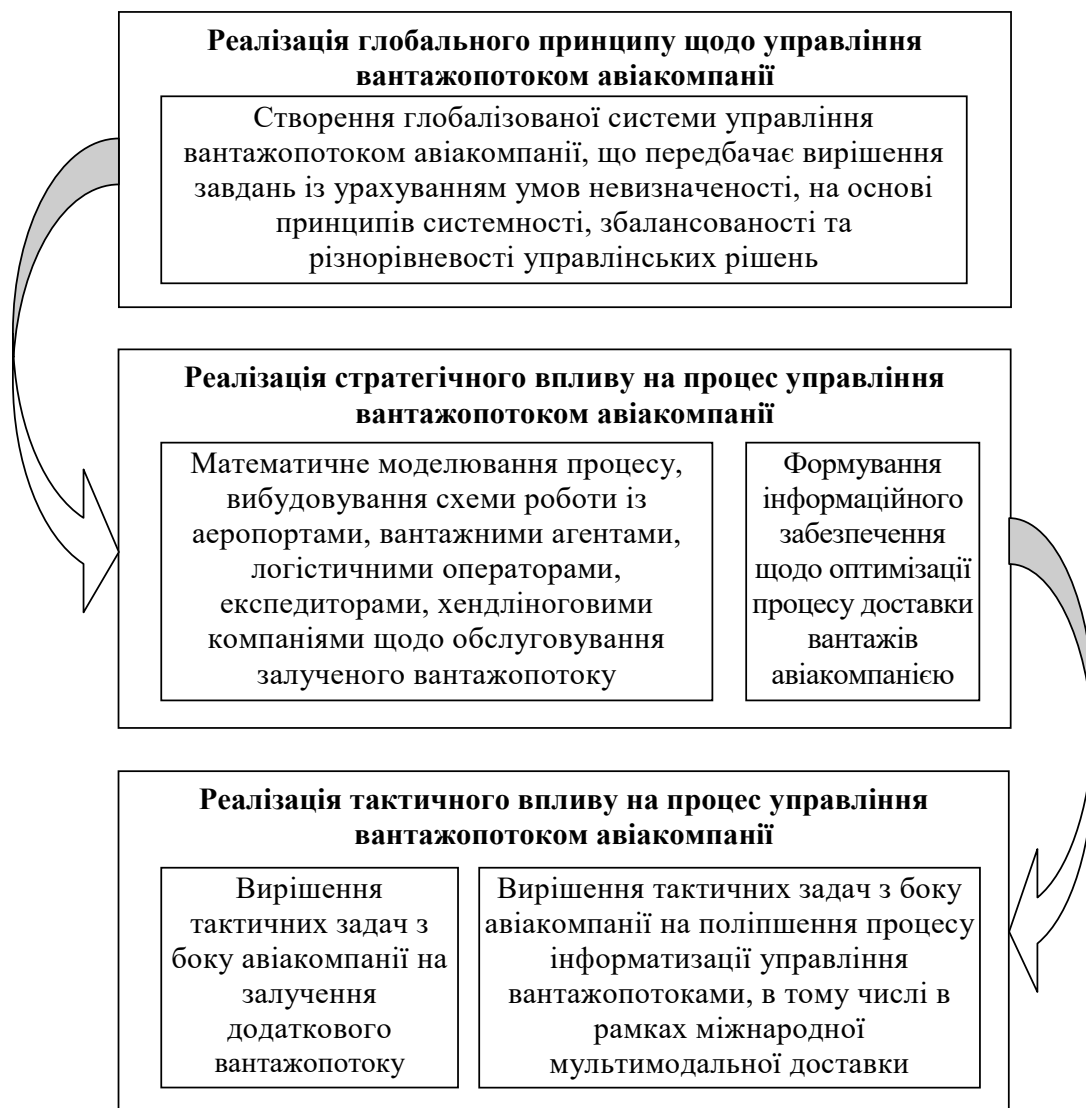 Реалізація глобального принципу щодо управління
вантажопотоком авіакомпанії
Створення глобалізованої системи управління
вантажопотоком авіакомпанії, що передбачає вирішення
завдань із урахуванням умов невизначеності, на основі
принципів системності, збалансованості та
різнорівневості управлінських рішень
Реалізація стратегічного впливу на процес управління
вантажопотоком авіакомпанії
Математичне моделювання процесу,
вибудовування схеми роботи із
аеропортами, вантажними агентами,
логістичними операторами,
експедиторами, хендліноговими
компаніями щодо обслуговування
залученого вантажопотоку
Формування
інформаційного
забезпечення
щодо оптимізації
процесу доставки
вантажів
авіакомпанією
Реалізація тактичного впливу на процес управління
вантажопотоком авіакомпанії
Вирішення
тактичних задач з
боку авіакомпанії на
залучення
додаткового
вантажопотоку
Вирішення тактичних задач з боку
авіакомпанії на поліпшення процесу
інформатизації управління
вантажопотоками, в тому числі в
рамках міжнародної
мультимодальної доставки